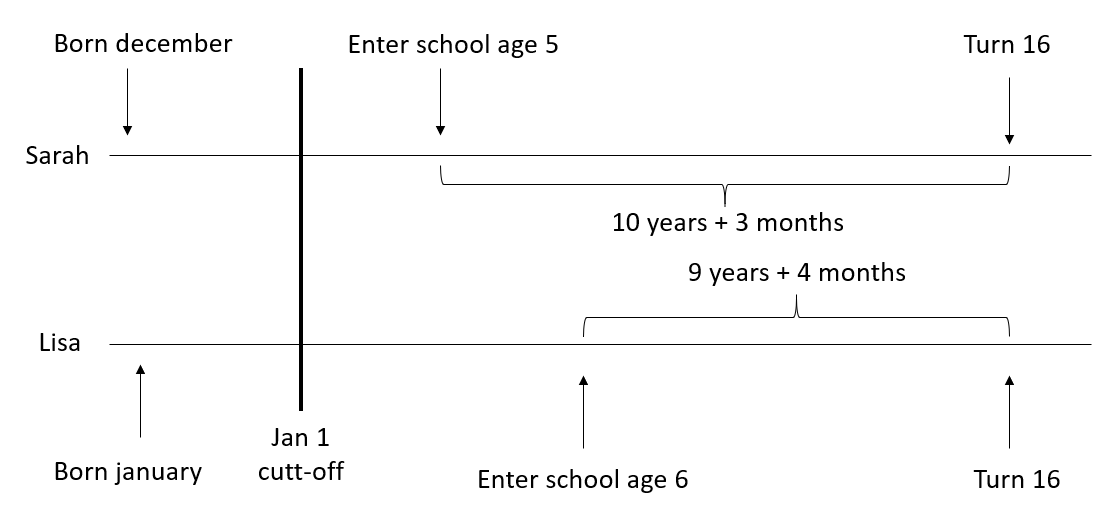 Born december
Enter school age 5
Turn 16
Sarah
10 years + 3 months
9 years + 4 months
Lisa
Jan 1
cutt-off
Born january
Enter school age 6
Turn 16